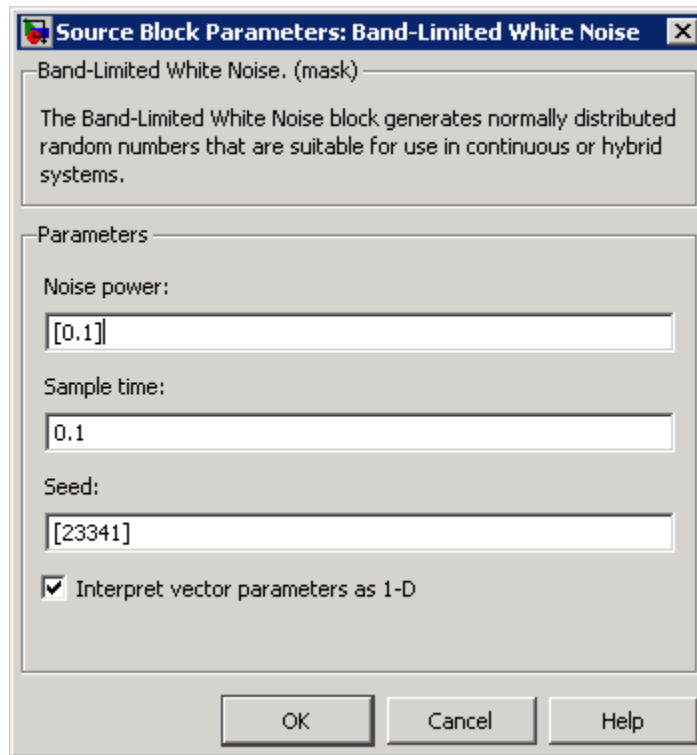 Source Block Parameters: Band-Limited White Noise
Band-Limited White Noise. (mask)
The Band-Limited White Noise block generates normally distributed
random numbers that are suitable for use in continuous or hybrid
systems.
Parameters
Noise power:
[0.1]
Sample time:
0.1
Seed:
[23341]
Interpret vector parameters as 1-D
OK Cancel Help